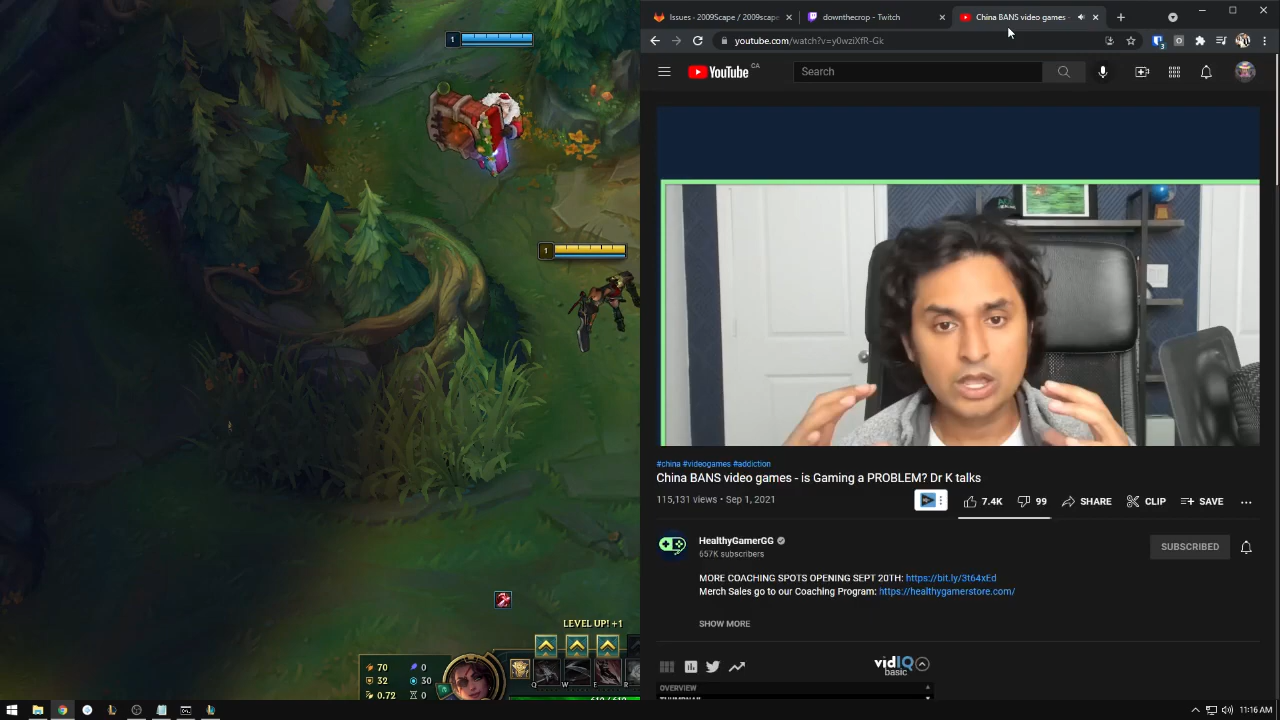 1
1
LEVEL UP! +1
70
0
32
30
0.72
0
Q
W
E
R
Issues - 2009Scape / 2009scape
downthecrop - Twitch
China BANS video games -
youtube.com/watch?v=y0wziXfR-Gk
3
YouTube CA
Search
#china #videogames #addiction
China BANS video games - is Gaming a PROBLEM? Dr K talks
115,131 views • Sep 1, 2021
7.4K
99
SHARE
CLIP
SAVE
HealthyGamerGG
657K subscribers
SUBSCRIBED
MORE COACHING SPOTS OPENING SEPT 20TH: https://bit.ly/3t64xEd
Merch Sales go to our Coaching Program: https://healthygamerstore.com/
SHOW MORE
vidIQ
basic
OVERVIEW
11:16 AM